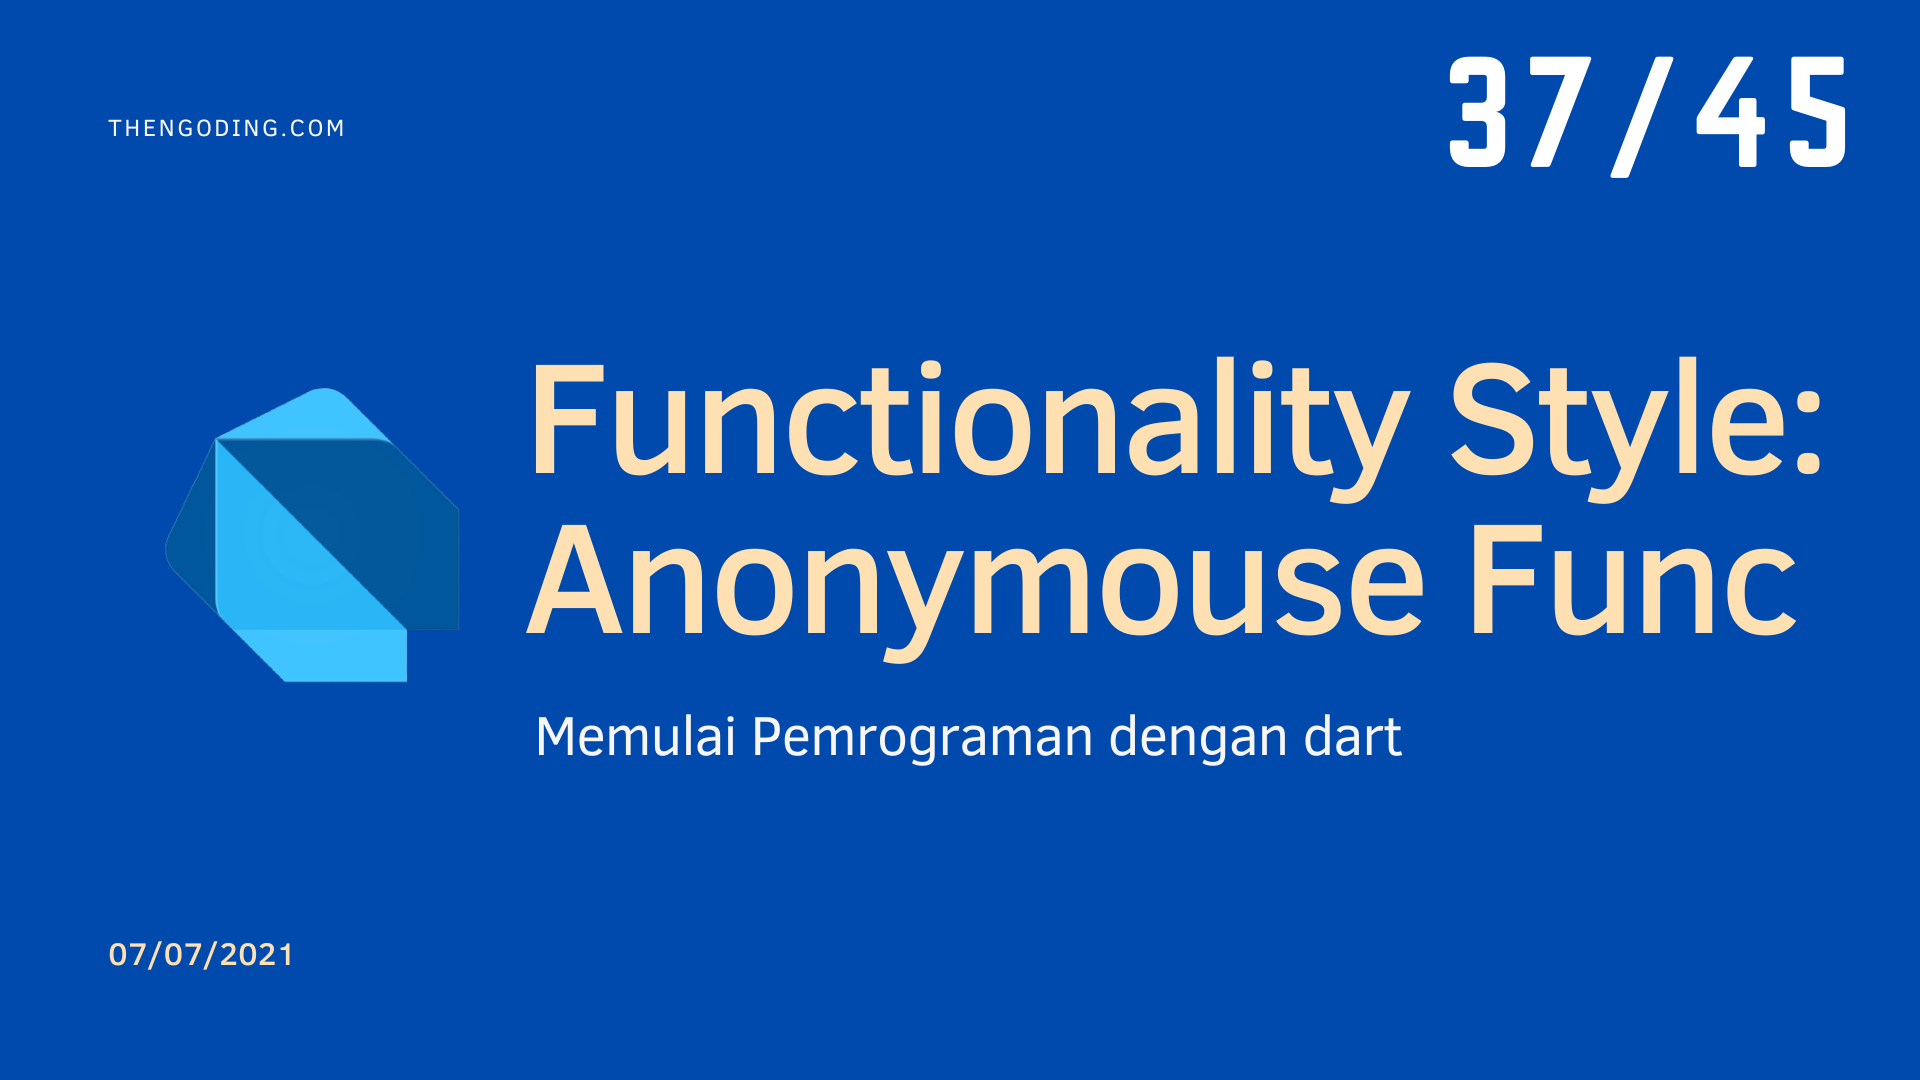 THENGODING.COM
37/45
Functionality Style:
Anonymouse Func
Memulai Pemrograman dengan dart
07/07/2021